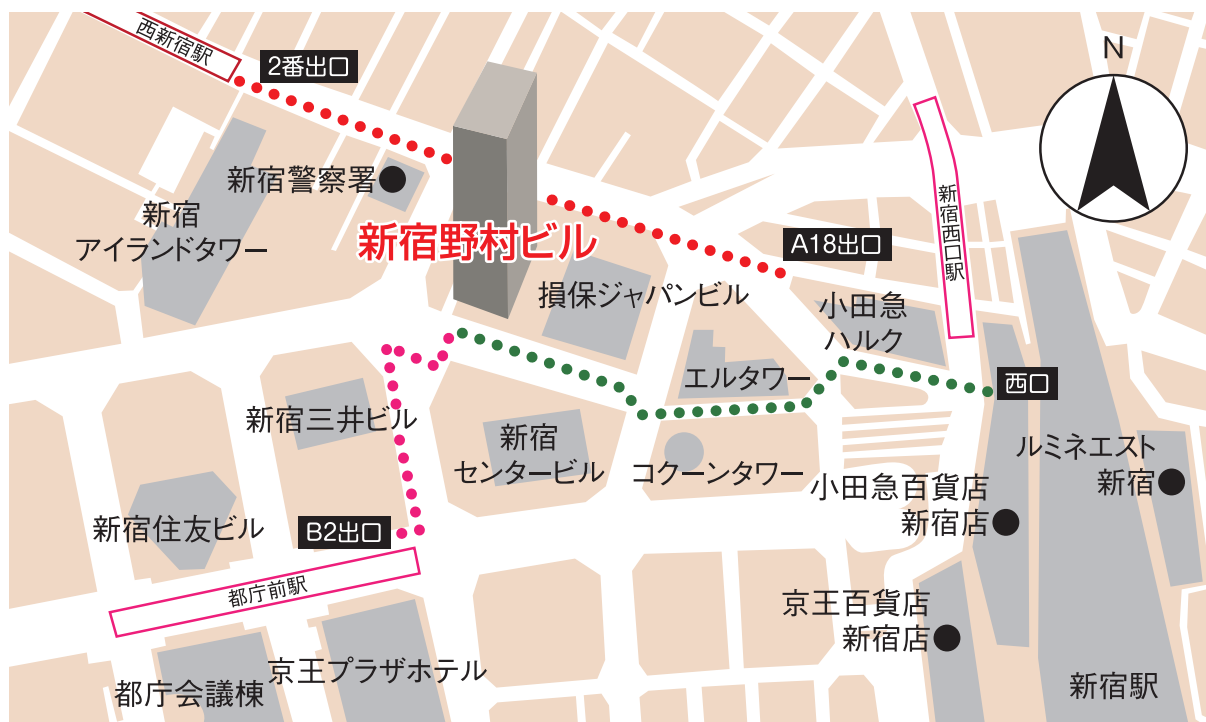 西新宿駅
2番出口
N
新宿警察署
新宿
アイランドタワー
新宿野村ビル
A18出口
新宿西口駅
損保ジャパンビル
小田急
ハルク
エルタワー
西口
新宿三井ビル
新宿
センタービル
コクーンタワー
ルミネエスト
新宿
小田急百貨店
新宿店
新宿住友ビル
B2出口
都庁前駅
京王百貨店
新宿店
京王プラザホテル
都庁会議棟
新宿駅